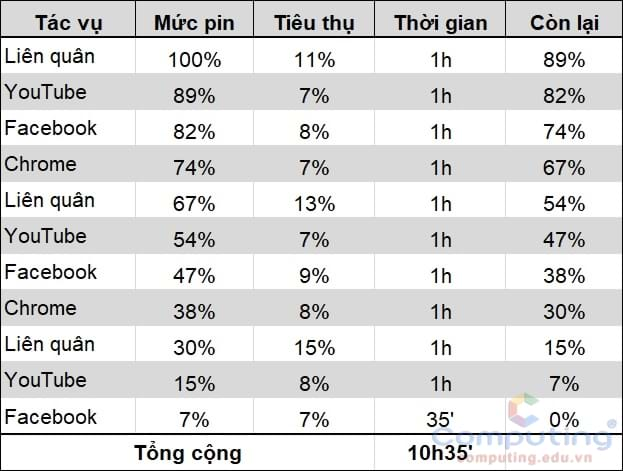 Tác vụ Mức pin Tiêu thụ Thời gian Còn lại
Liên quân 100% 11% 1h 89%
YouTube 89% 7% 1h 82%
Facebook 82% 8% 1h 74%
Chrome 74% 7% 1h 67%
Liên quân 67% 13% 1h 54%
YouTube 54% 7% 1h 47%
Facebook 47% 9% 1h 38%
Chrome 38% 8% 1h 30%
Liên quân 30% 15% 1h 15%
YouTube 15% 8% 1h 7%
Facebook 7% 7% 35' 0%
Tổng cộng 10h35'
Computing
computing.edu.vn